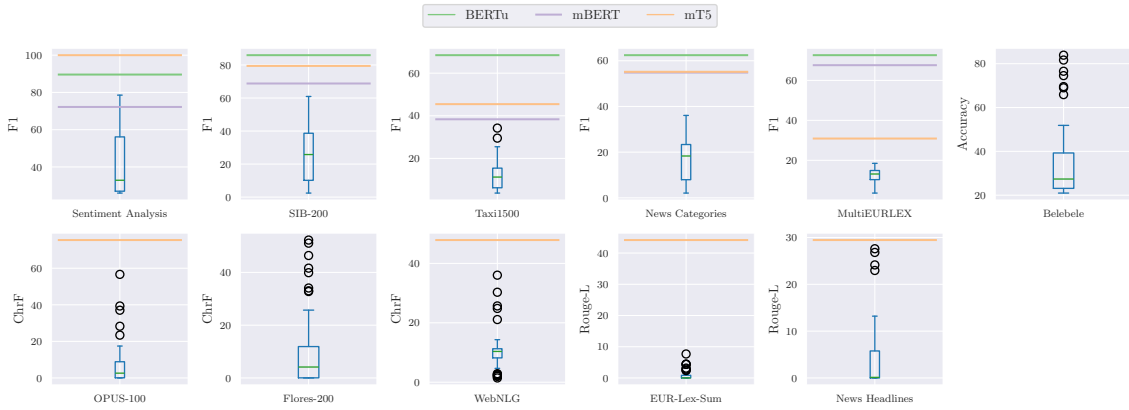 BERTu mBERT mT5
F1
100
80
60
40
Sentiment Analysis
F1
80
60
40
20
0
SIB-200
F1
60
40
20
Taxi1500
F1
60
40
20
0
News Categories
F1
60
40
20
MultiEURLEX
Accuracy
80
60
40
20
Belebele
ChrF
60
40
20
0
OPUS-100
ChrF
40
20
0
Flores-200
ChrF
40
20
0
WebNLG
Rouge-L
40
30
20
10
0
EUR-Lex-Sum
Rouge-L
30
20
10
0
News Headlines